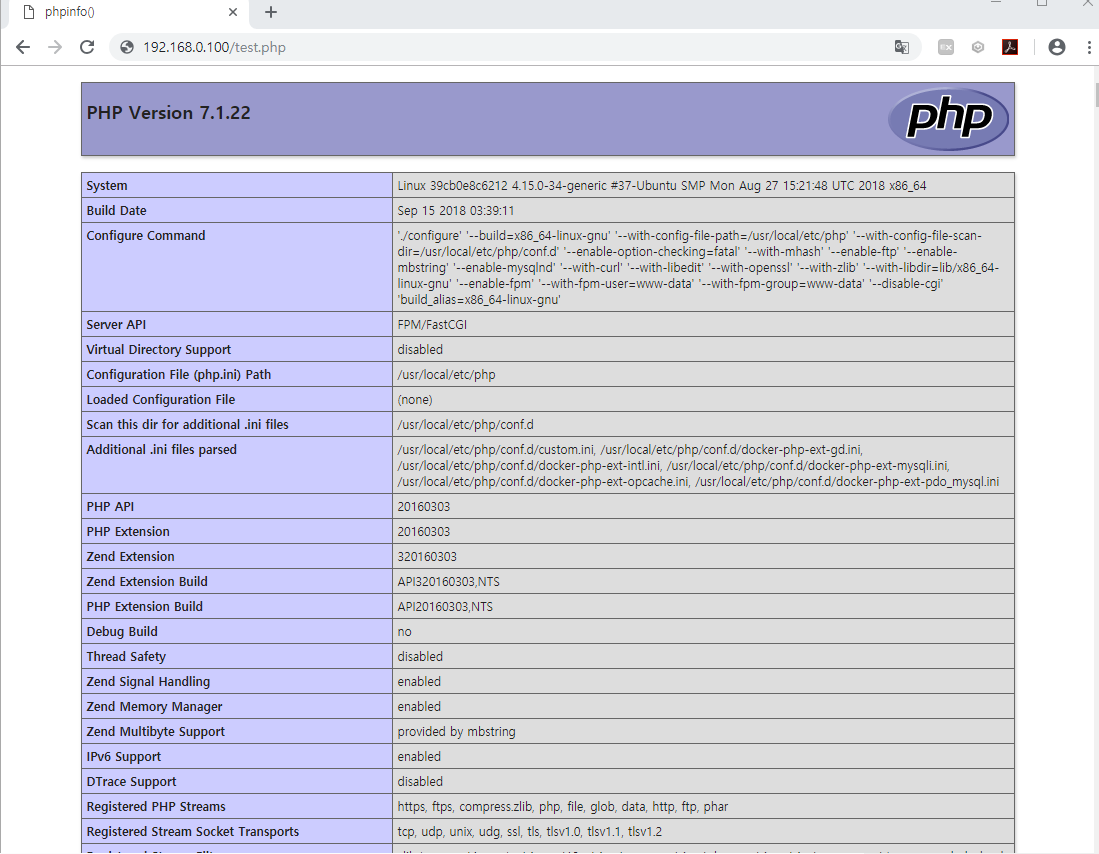 phpinfo()
192.168.0.100/test.php
PHP Version 7.1.22
php
System Linux 39cb0e8c6212 4.15.0-34-generic #37-Ubuntu SMP Mon Aug 27 15:21:48 UTC 2018 x86_64
Build Date Sep 15 2018 03:39:11
Configure Command './configure' '--build=x86_64-linux-gnu' '--with-config-file-path=/usr/local/etc/php' '--with-config-file-scan-
dir=/usr/local/etc/php/conf.d' '--enable-option-checking=fatal' '--with-mhash' '--enable-ftp' '--enable-
mbstring' '--enable-mysqlnd' '--with-curl' '--with-libedit' '--with-openssl' '--with-zlib' '--with-libdir=lib/x86_64-
linux-gnu' '--enable-fpm' '--with-fpm-user=www-data' '--with-fpm-group=www-data' '--disable-cgi'
'build_alias=x86_64-linux-gnu'
Server API FPM/FastCGI
Virtual Directory Support disabled
Configuration File (php.ini) Path /usr/local/etc/php
Loaded Configuration File (none)
Scan this dir for additional .ini files /usr/local/etc/php/conf.d
Additional .ini files parsed /usr/local/etc/php/conf.d/custom.ini, /usr/local/etc/php/conf.d/docker-php-ext-gd.ini,
/usr/local/etc/php/conf.d/docker-php-ext-intl.ini, /usr/local/etc/php/conf.d/docker-php-ext-mysqli.ini,
/usr/local/etc/php/conf.d/docker-php-ext-opcache.ini, /usr/local/etc/php/conf.d/docker-php-ext-pdo_mysql.ini
PHP API 20160303
PHP Extension 20160303
Zend Extension 320160303
Zend Extension Build API320160303,NTS
PHP Extension Build API20160303,NTS
Debug Build no
Thread Safety disabled
Zend Signal Handling enabled
Zend Memory Manager enabled
Zend Multibyte Support provided by mbstring
IPv6 Support enabled
DTrace Support disabled
Registered PHP Streams https, ftps, compress.zlib, php, file, glob, data, http, ftp, phar
Registered Stream Socket Transports tcp, udp, unix, udg, ssl, tls, tlsv1.0, tlsv1.1, tlsv1.2